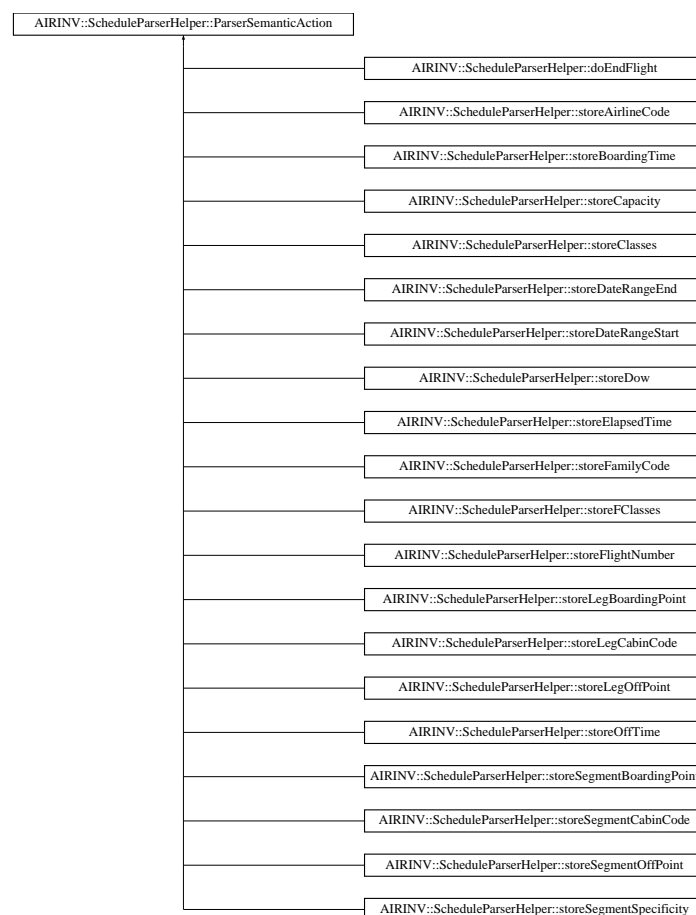 AIRINV::ScheduleParserHelper::ParserSemanticAction
AIRINV::ScheduleParserHelper::doEndFlight
AIRINV::ScheduleParserHelper::storeAirlineCode
AIRINV::ScheduleParserHelper::storeBoardingTime
AIRINV::ScheduleParserHelper::storeCapacity
AIRINV::ScheduleParserHelper::storeClasses
AIRINV::ScheduleParserHelper::storeDateRangeEnd
AIRINV::ScheduleParserHelper::storeDateRangeStart
AIRINV::ScheduleParserHelper::storeDow
AIRINV::ScheduleParserHelper::storeElapsedTime
AIRINV::ScheduleParserHelper::storeFamilyCode
AIRINV::ScheduleParserHelper::storeFClasses
AIRINV::ScheduleParserHelper::storeFlightNumber
AIRINV::ScheduleParserHelper::storeLegBoardingPoint
AIRINV::ScheduleParserHelper::storeLegCabinCode
AIRINV::ScheduleParserHelper::storeLegOffPoint
AIRINV::ScheduleParserHelper::storeOffTime
AIRINV::ScheduleParserHelper::storeSegmentBoardingPoint
AIRINV::ScheduleParserHelper::storeSegmentCabinCode
AIRINV::ScheduleParserHelper::storeSegmentOffPoint
AIRINV::ScheduleParserHelper::storeSegmentSpecificity